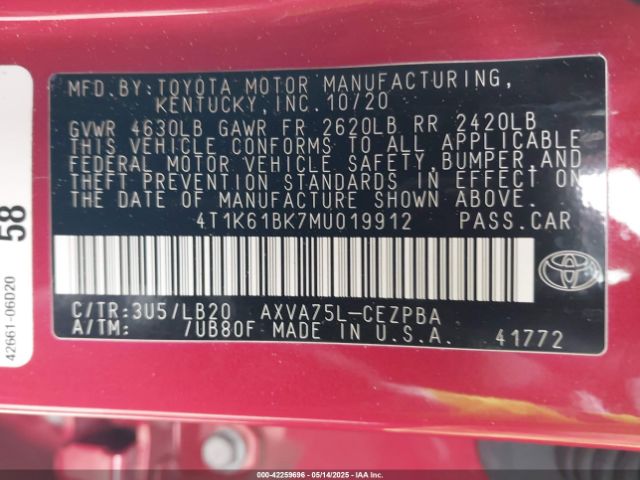 MFD.BY:TOYOTA MOTOR MANUFACTURING,
KENTUCKY,INC.10/20
GVWR 4630LB GAWR FR 2620LB RR 2420LB
THIS VEHICLE CONFORMS TO ALL APPLICABLE
FEDERAL MOTOR VEHICLE SAFETY,BUMPER,AND
THEFT PREVENTION STANDARDS IN EFFECT ON
THE DATE OF MANUFACTURE SHOWN ABOVE.
4T1K61BK7MU019912 PASS.CAR
C/TR:3U5/LB20 AXVA75L-CEZPBA
A/TM: /UB80F MADE IN U.S.A. 41772
58
42661-06D20
000-42259696 - 05/14/2025 - IAAI.CA